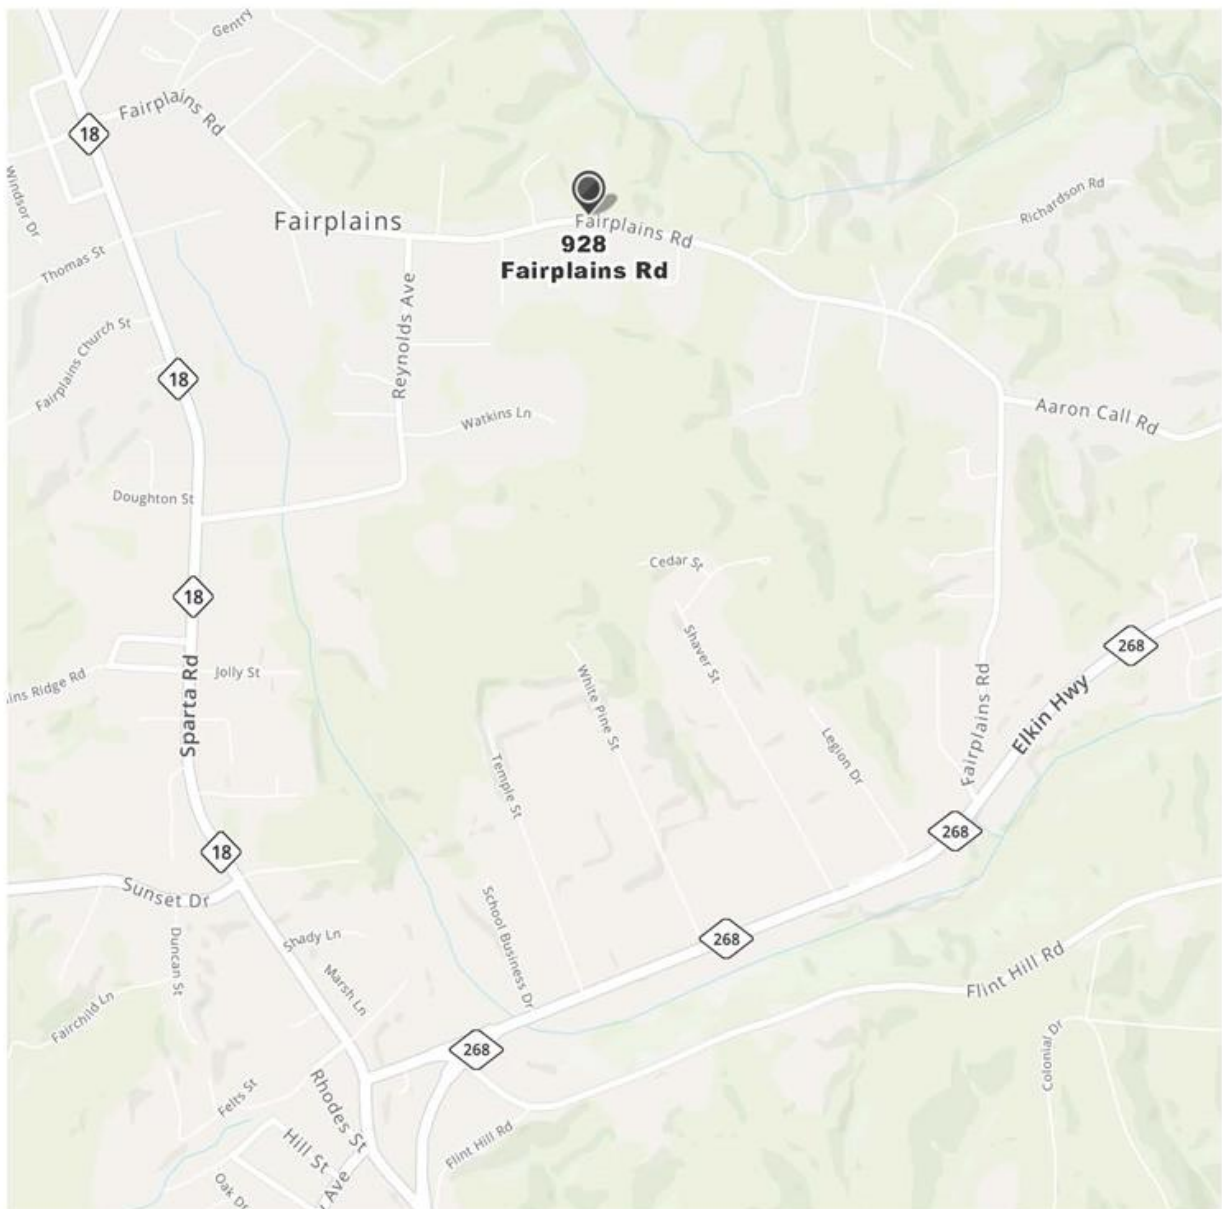 Gentry
Fairplains Rd
18
Windsor Dr
Richardson Rd
Fairplains
Fairplains Rd
928
Fairplains Rd
Thomas St
Reynolds Ave
Fairplains Church St
18
Aaron Call Rd
Watkins Ln
Doughton St
Cedar St
18
Shaver St
268
Jolly St
ins Ridge Rd
Sparta Rd
White Pine St
Fairplains Rd
Elkin Hwy
Legion Dr
Temple St
268
18
Sunset Dr
School Business Dr
268
Shady Ln
Duncan St
Marsh Ln
Flint Hill Rd
Fairchild Ln
268
Colonial Dr
Rhodes St
Felts St
Hill St
Flint Hill Rd
Oak Dr
Ave